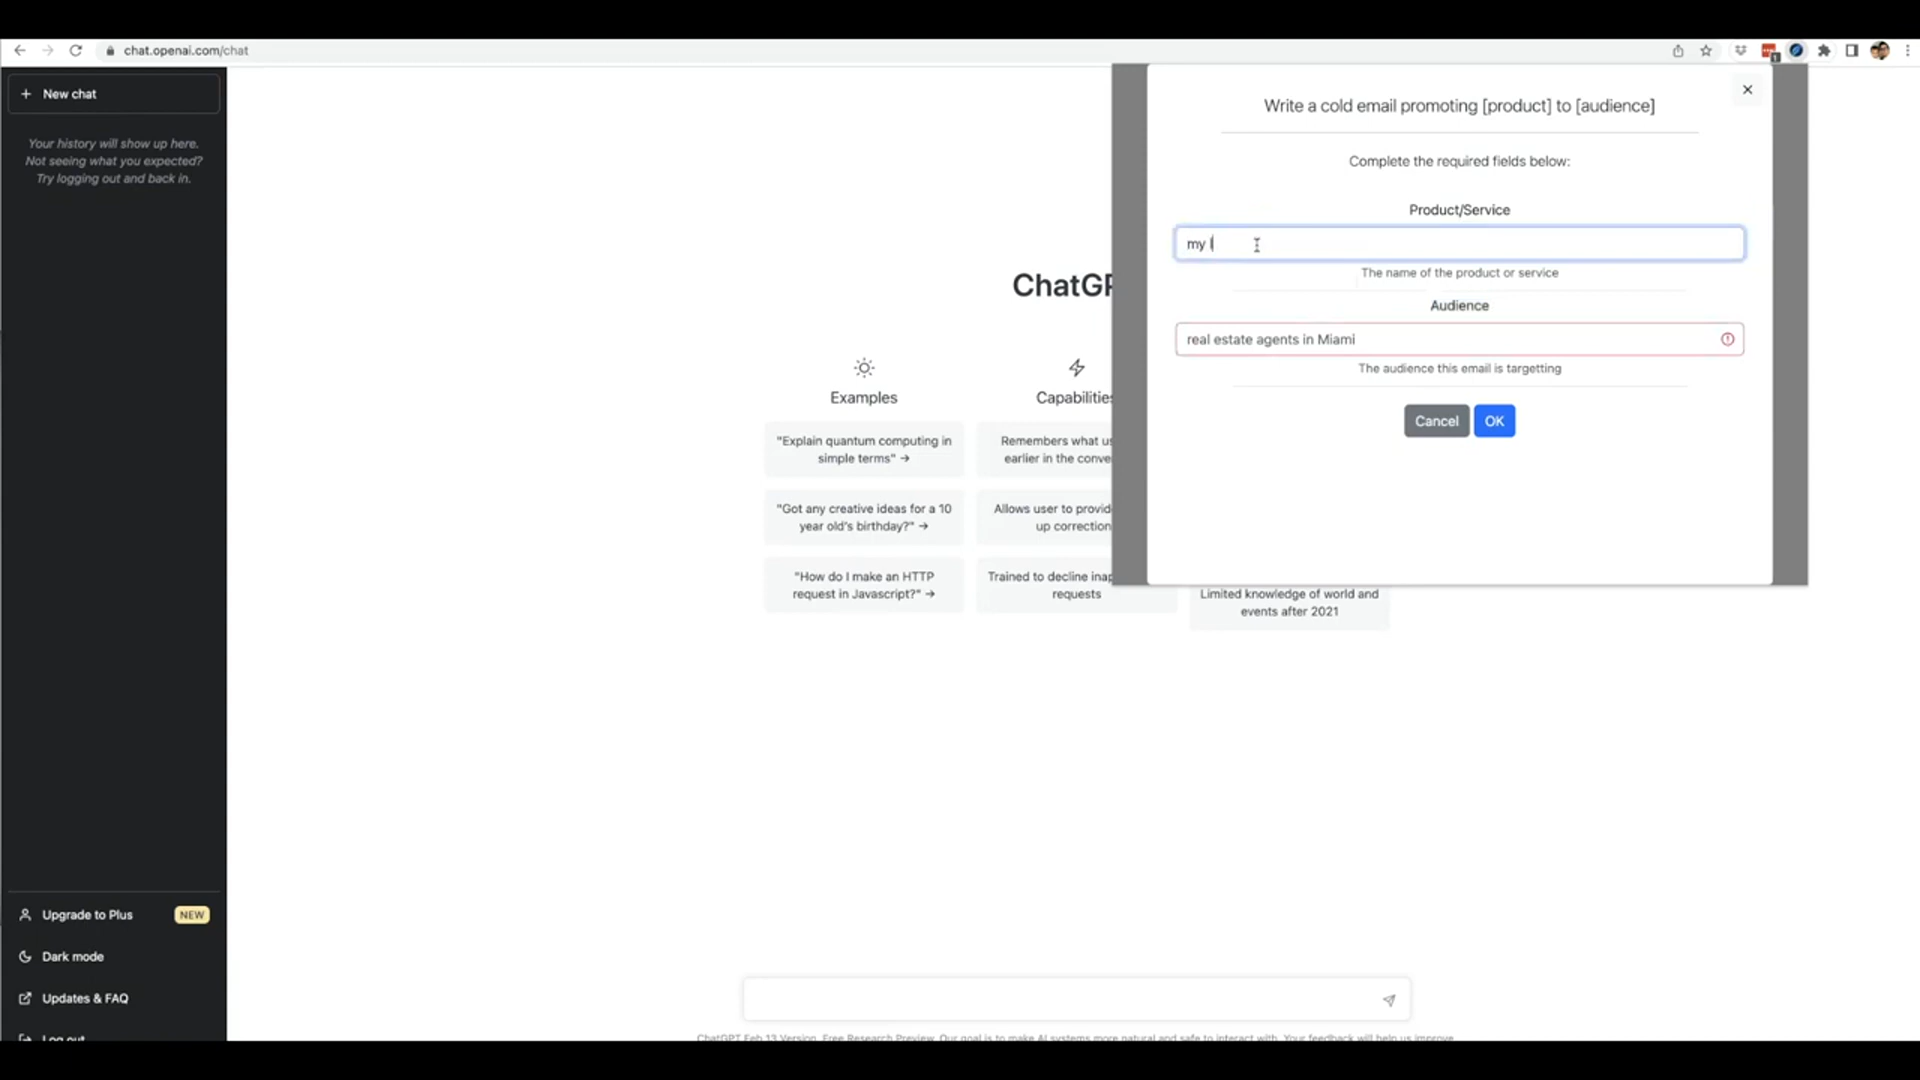 chat.openai.com/chat
New chat
Your history will show up here.
Not seeing what you expected?
Try logging out and back in.
Upgrade to Plus
NEW
Dark mode
Updates & FAQ
Log out
ChatGP
Examples
"Explain quantum computing in
simple terms" →
"Got any creative ideas for a 10
year old's birthday?" →
"How do I make an HTTP
request in Javascript?" →
Capabilities
Remembers what us
earlier in the conve
Allows user to provid
up correction
Trained to decline inap
requests
Limited knowledge of world and
events after 2021
Write a cold email promoting [product] to [audience]
Complete the required fields below:
Product/Service
my l
The name of the product or service
Audience
real estate agents in Miami
The audience this email is targetting
Cancel
OK
ChatGPT Feb 13 Version. Free Research Preview. Our goal is to make AI systems more natural and safe to interact with. Your feedback will help us improve.